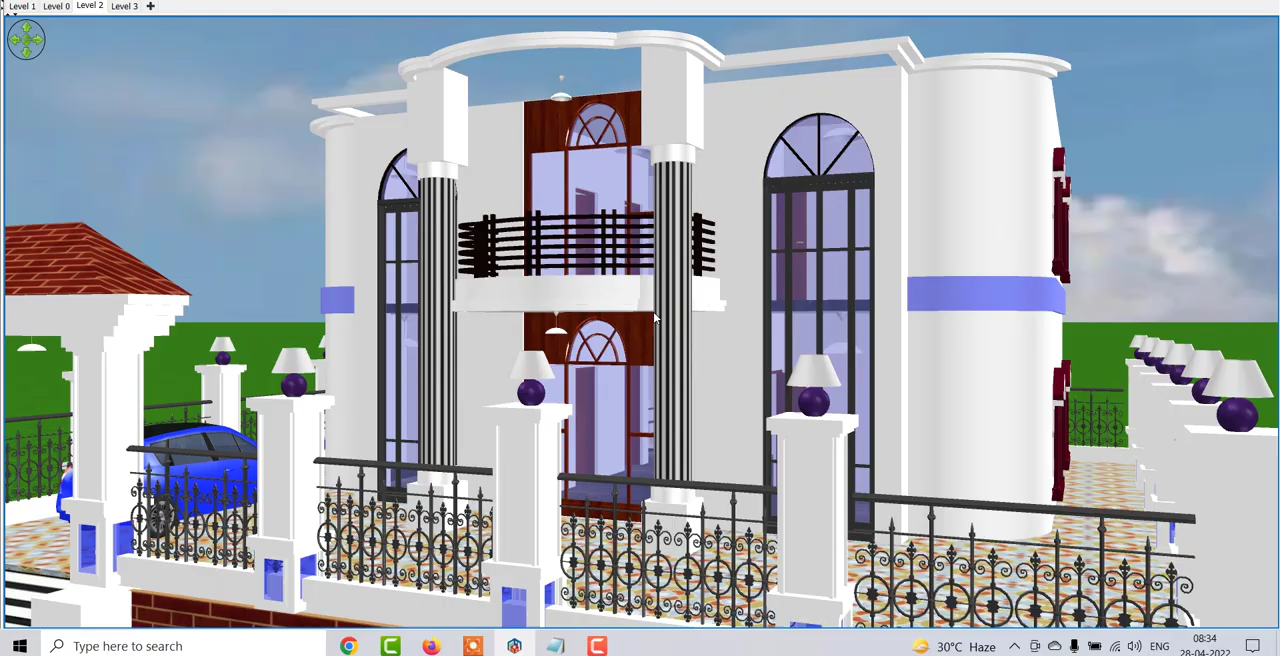 Level 1 Level 0 Level 2 Level 3
Type here to search
30°C Haze
ENG
08:34
28-04-2022